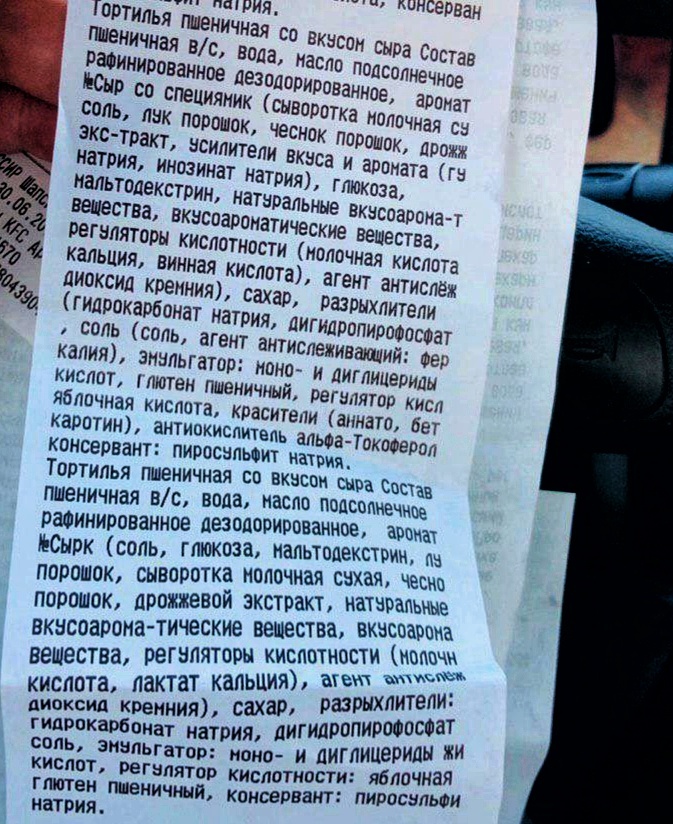 натрия.
консерван
Тортилья пшеничная со вкусом сыра Состав
пшеничная в/с, вода, масло подсолнечное
рафинированное дезодорированное, аромат
№Сыр со специямик (сыворотка молочная су
соль, лук порошок, чеснок порошок, дрожж
экс-тракт, усилители вкуса и аромата (гу
натрия, инозинат натрия), глюкоза,
мальтодекстрин, натуральные вкусоарома-т
вещества, вкусоароматические вещества,
регуляторы кислотности (молочная кислота
кальция, винная кислота), агент антислёж
диоксид кремния), сахар, разрыхлители
(гидрокарбонат натрия, дигидропирофосфат
, соль (соль, агент антислеживающий: фер
калия), эмульгатор: моно- и диглицериды
кислот, глютен пшеничный, регулятор кисл
яблочная кислота, красители (аннато, бет
каротин), антиокислитель альфа-Токоферол
консервант: пиросульфит натрия.
Тортилья пшеничная со вкусом сыра Состав
пшеничная в/с, вода, масло подсолнечное
рафинированное дезодорированное, аромат
№Сырк (соль, глюкоза, мальтодекстрин, лу
порошок, сыворотка молочная сухая, чесно
порошок, дрожжевой экстракт, натуральные
вкусоарома-тические вещества, вкусоарома
вещества, регуляторы кислотности (молочн
кислота, лактат кальция), агент антислёж
диоксид кремния), сахар, разрыхлители:
гидрокарбонат натрия, дигидропирофосфат
соль, эмульгатор: моно- и диглицериды жи
кислот, регулятор кислотности: яблочная
глютен пшеничный, консервант: пиросульфи
натрия.
KFC